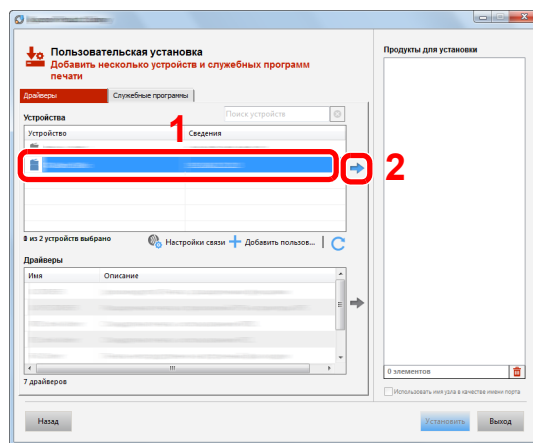 Пользовательская установка
Добавить несколько устройств и служебных программ
печати
Драйверы
Служебные программы
Устройства
Поиск устройств
1
Устройство
Сведения
2
0 из 2 устройств выбрано
Настройки связи
Добавить пользов...
Драйверы
Имя
Описание
7 драйверов
Продукты для установки
0 элементов
Использовать имя узла в качестве имени порта
Назад
Установить
Выход